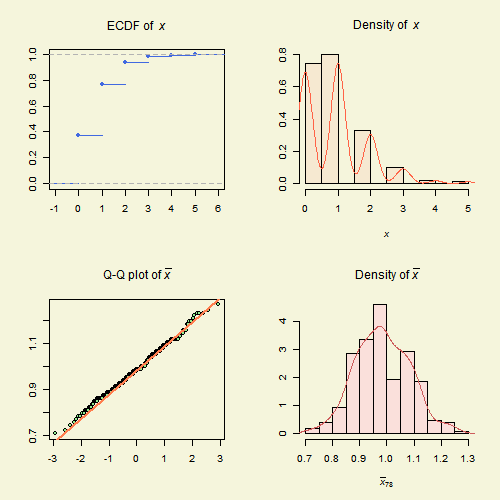 ECDF of x
Density of x
0.0 0.2 0.4 0.6 0.8 1.0
-1 0 1 2 3 4 5 6
0.0 0.2 0.4 0.6 0.8
0 1 2 3 4 5
x
Q-Q plot of x̅
Density of x̅
0.7 0.9 1.1
-3 -2 -1 0 1 2 3
0 1 2 3 4
0.7 0.8 0.9 1.0 1.1 1.2 1.3
x̅₇₈